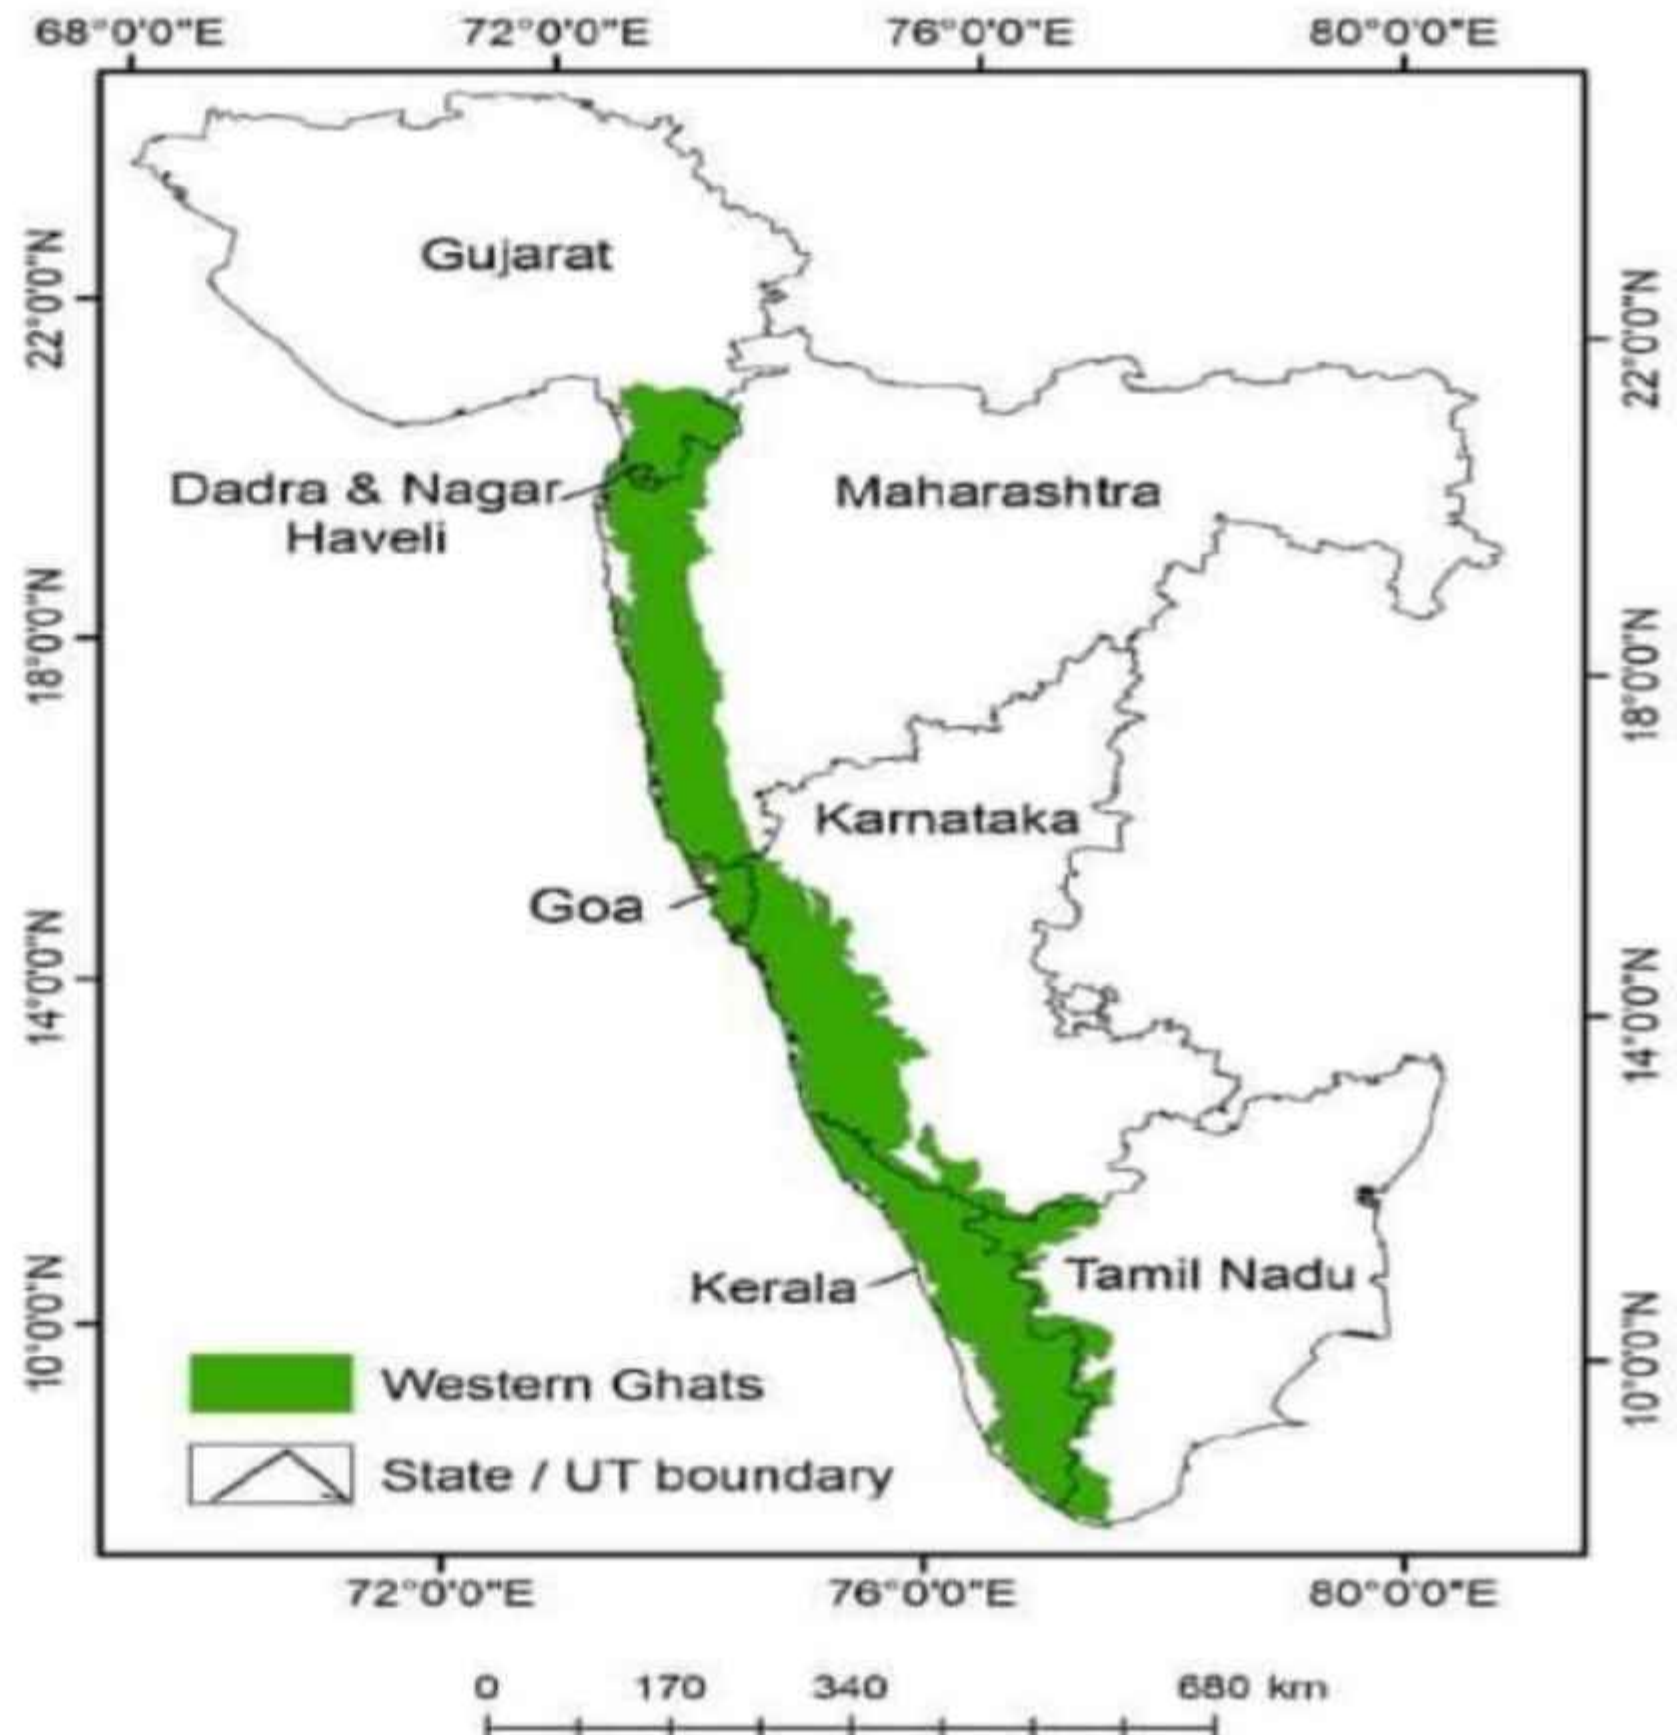 68°0'0"E 72°0'0"E 76°0'0"E 80°0'0"E
22°0'0"N
22°0'0"N
Gujarat
Dadra & Nagar
Haveli
Maharashtra
18°0'0"N
18°0'0"N
Karnataka
Goa
14°0'0"N
14°0'0"N
Kerala
Tamil Nadu
10°0'0"N
10°0'0"N
Western Ghats
State / UT boundary
72°0'0"E 76°0'0"E 80°0'0"E
0 170 340 680 km